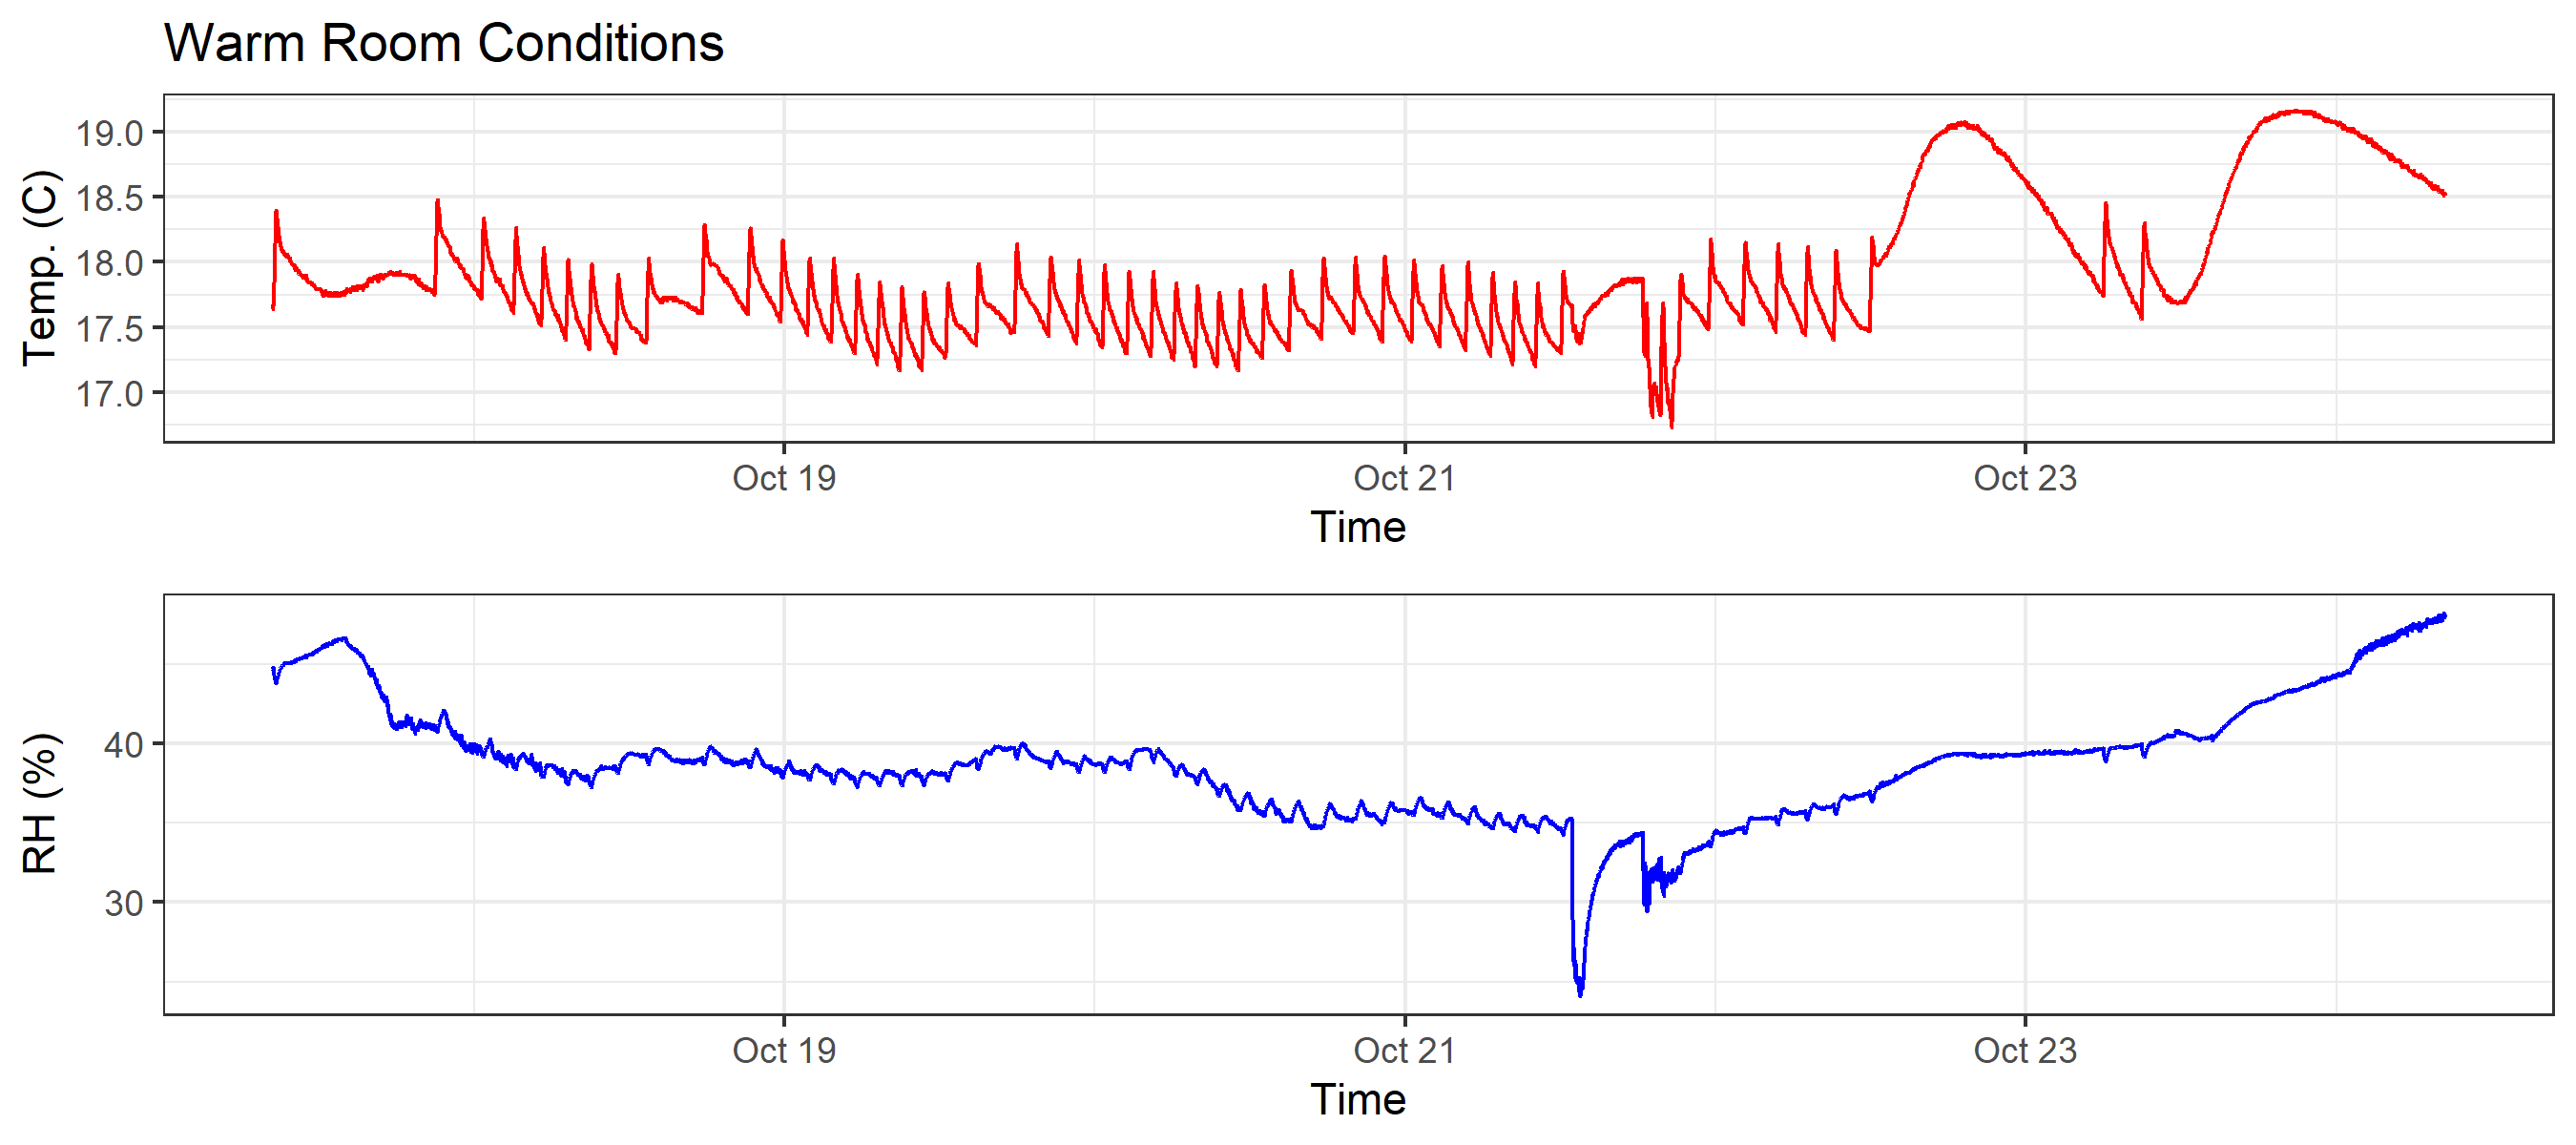 Warm Room Conditions
Temp. (C)
19.0
18.5
18.0
17.5
17.0
Oct 19
Oct 21
Oct 23
Time
RH (%)
40
30
Oct 19
Oct 21
Oct 23
Time